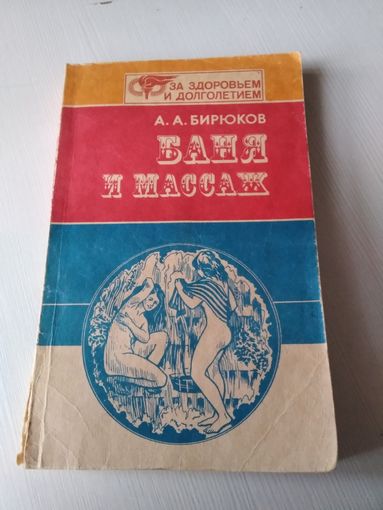 ЗА ЗДОРОВЬЕМ
И ДОЛГОЛЕТИЕМ
А. А. БИРЮКОВ
БАНЯ
И МАССАЖ